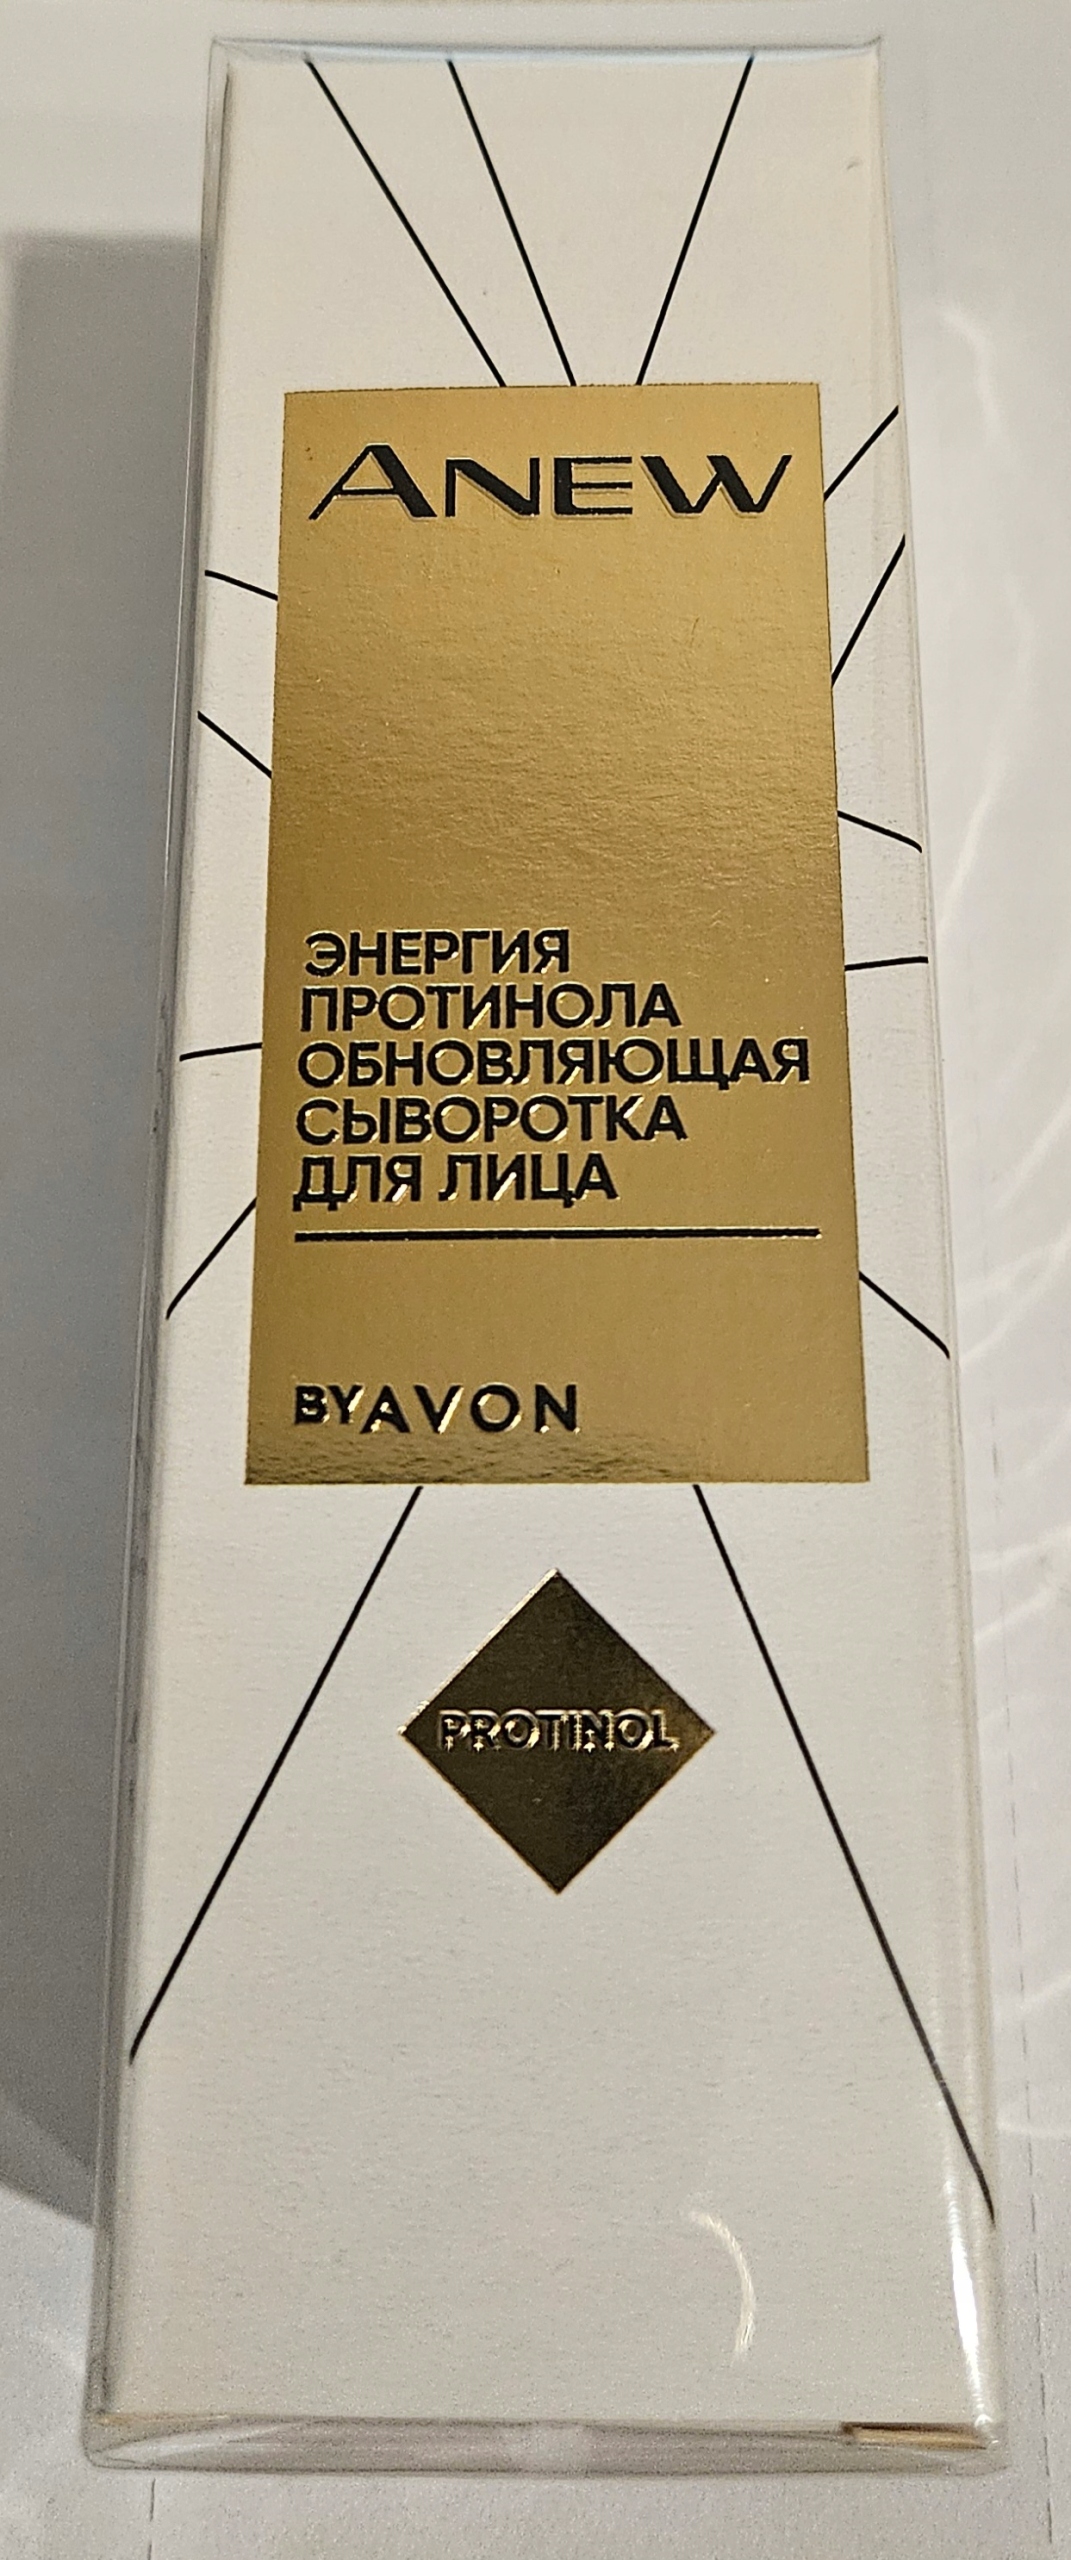 ANEW
ЭНЕРГИЯ
ПРОТИНОЛА
ОБНОВЛЯЮЩАЯ
СЫВОРОТКА
ДЛЯ ЛИЦА
BY AVON
PROTINOL